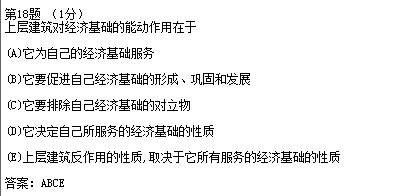 第18题 （1分）
上层建筑对经济基础的能动作用在于
(A)它为自己的经济基础服务
(B)它要促进自己经济基础的形成、巩固和发展
(C)它要排除自己经济基础的对立物
(D)它决定自己所服务的经济基础的性质
(E)上层建筑反作用的性质,取决于它所有服务的经济基础的性质
答案：ABCE